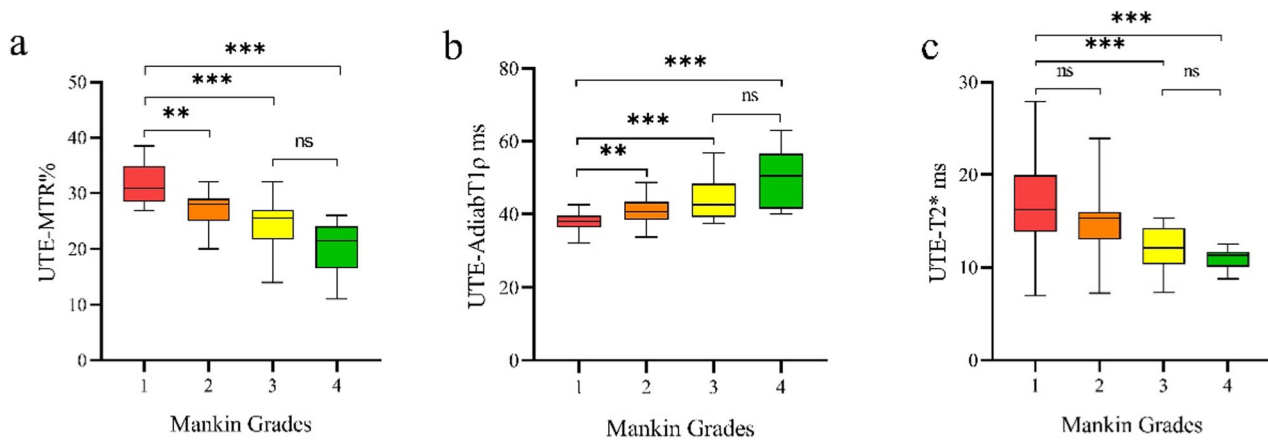 a
***
***
**
ns
50
40
30
20
10
0
UTE-MTR%
1 2 3 4
Mankin Grades
b
***
ns
***
**
80
60
40
20
0
UTE-AdiabT1ρ ms
1 2 3 4
Mankin Grades
c
***
***
ns
ns
30
20
10
0
UTE-T2* ms
1 2 3 4
Mankin Grades